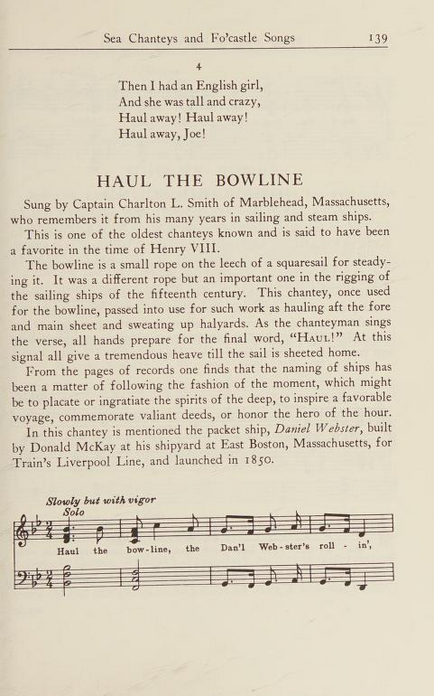 Sea Chanteys and Fo'castle Songs 139
4
Then I had an English girl,
And she was tall and crazy,
Haul away! Haul away!
Haul away, Joe!
HAUL THE BOWLINE
Sung by Captain Charlton L. Smith of Marblehead, Massachusetts,
who remembers it from his many years in sailing and steam ships.
This is one of the oldest chanteys known and is said to have been
a favorite in the time of Henry VIII.
The bowline is a small rope on the leech of a squaresail for steady-
ing it. It was a different rope but an important one in the rigging of
the sailing ships of the fifteenth century. This chantey, once used
for the bowline, passed into use for such work as hauling aft the fore
and main sheet and sweating up halyards. As the chanteyman sings
the verse, all hands prepare for the final word, "HAUL!" At this
signal all give a tremendous heave till the sail is sheeted home.
From the pages of records one finds that the naming of ships has
been a matter of following the fashion of the moment, which might
be to placate or ingratiate the spirits of the deep, to inspire a favorable
voyage, commemorate valiant deeds, or honor the hero of the hour.
In this chantey is mentioned the packet ship, Daniel Webster, built
by Donald McKay at his shipyard at East Boston, Massachusetts, for
Train's Liverpool Line, and launched in 1850.
Slowly but with vigor
Solo
2
4
Haul the bow-line, the Dan'l Web-ster's roll - in',
2
4